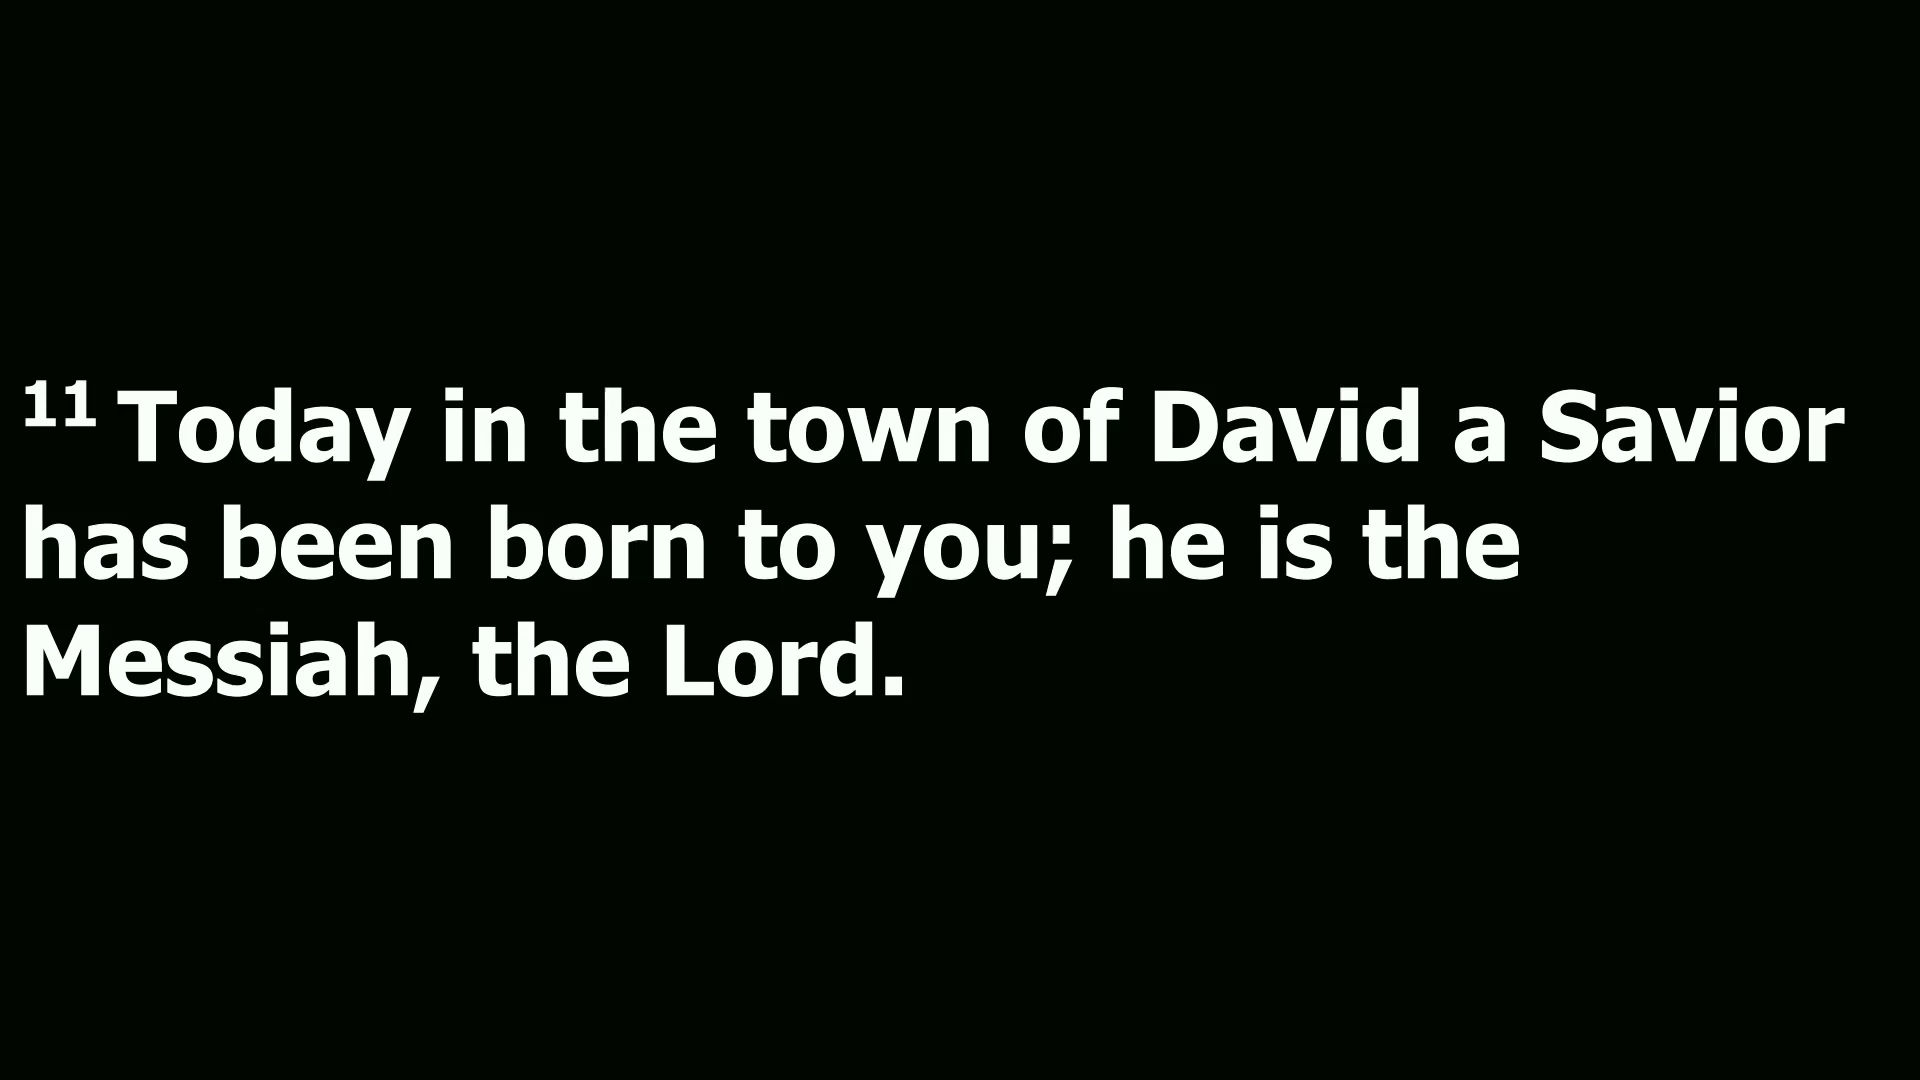 11 Today in the town of David a Savior
has been born to you; he is the
Messiah, the Lord.